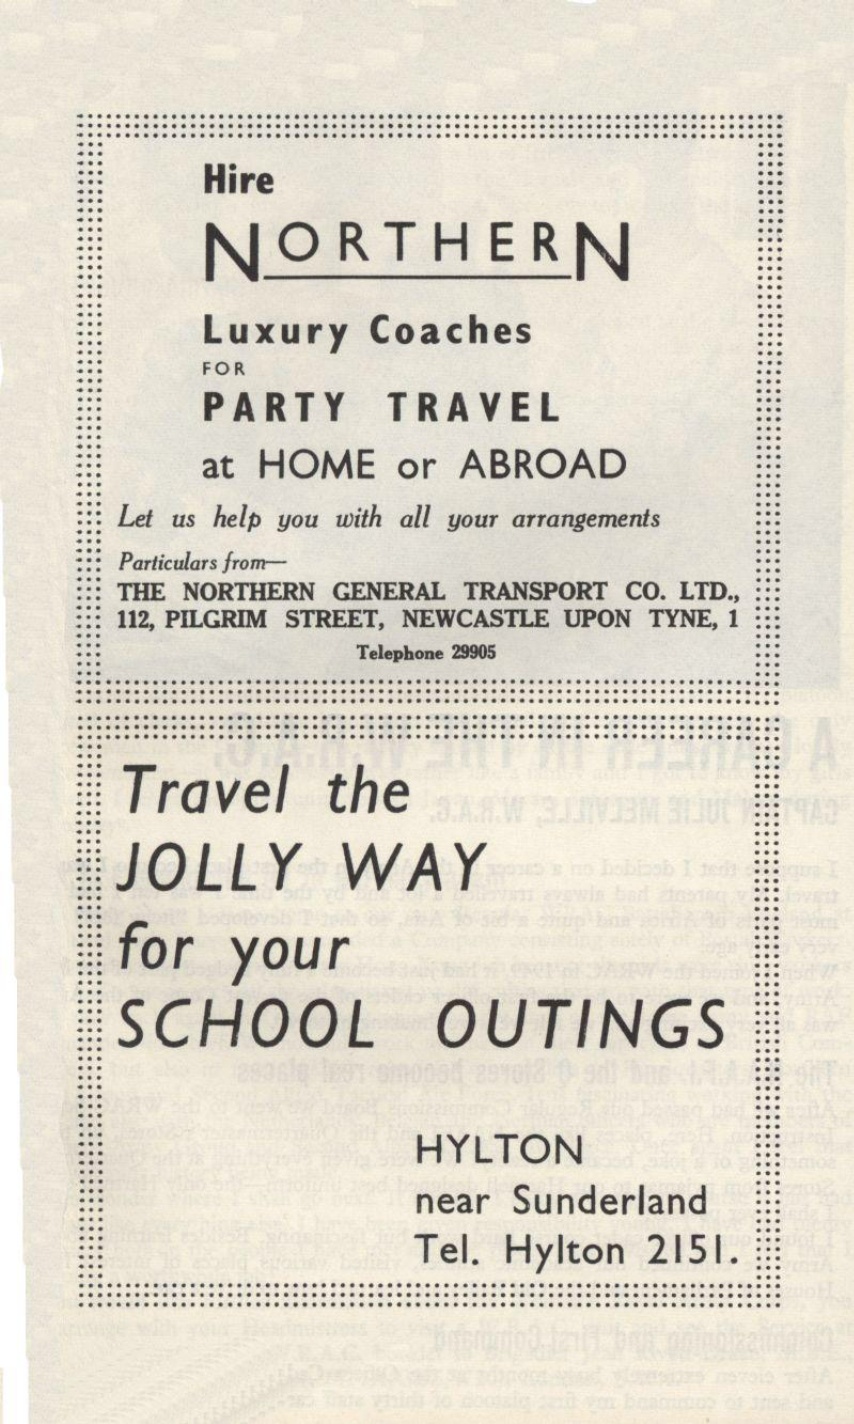 Hire
NORTHERN
Luxury Coaches
FOR
PARTY TRAVEL
at HOME or ABROAD
Let us help you with all your arrangements
Particulars from—
THE NORTHERN GENERAL TRANSPORT CO. LTD.,
112, PILGRIM STREET, NEWCASTLE UPON TYNE, 1
Telephone 29905
Travel the
JOLLY WAY
for your
SCHOOL OUTINGS
HYLTON
near Sunderland
Tel. Hylton 2151.